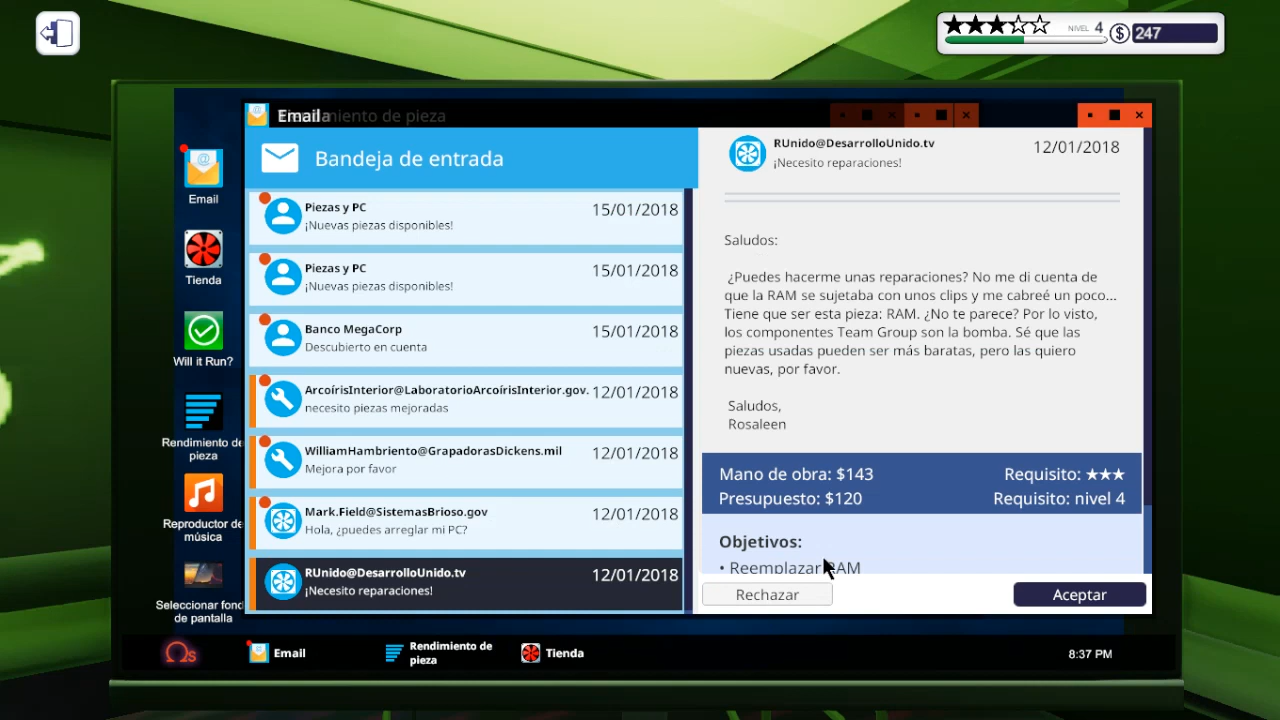 NIVEL 4
$ 247
Email
Rendimiento de pieza
Bandeja de entrada
Piezas y PC
15/01/2018
¡Nuevas piezas disponibles!
Piezas y PC
15/01/2018
¡Nuevas piezas disponibles!
Banco MegaCorp
15/01/2018
Descubierto en cuenta
ArcoírisInterior@LaboratorioArcoírisInterior.gov.
12/01/2018
necesito piezas mejoradas
WilliamHambriento@GrapadorasDickens.mil
12/01/2018
Mejora por favor
Mark.Field@SistemasBrioso.gov
12/01/2018
Hola, ¿puedes arreglar mi PC?
RUnido@DesarrolloUnido.tv
12/01/2018
¡Necesito reparaciones!
RUnido@DesarrolloUnido.tv
12/01/2018
¡Necesito reparaciones!
Saludos:
¿Puedes hacerme unas reparaciones? No me di cuenta de
que la RAM se sujetaba con unos clips y me cabreé un poco...
Tiene que ser esta pieza: RAM. ¿No te parece? Por lo visto,
los componentes Team Group son la bomba. Sé que las
piezas usadas pueden ser más baratas, pero las quiero
nuevas, por favor.
Saludos,
Rosaleen
Mano de obra: $143
Requisito: ★★★
Presupuesto: $120
Requisito: nivel 4
Objetivos:
• Reemplazar RAM
Rechazar
Aceptar
Email
Tienda
Will it Run?
Rendimiento de
pieza
Reproductor de
música
Seleccionar fond
de pantalla
Ωs
Email
Rendimiento de
pieza
Tienda
8:37 PM